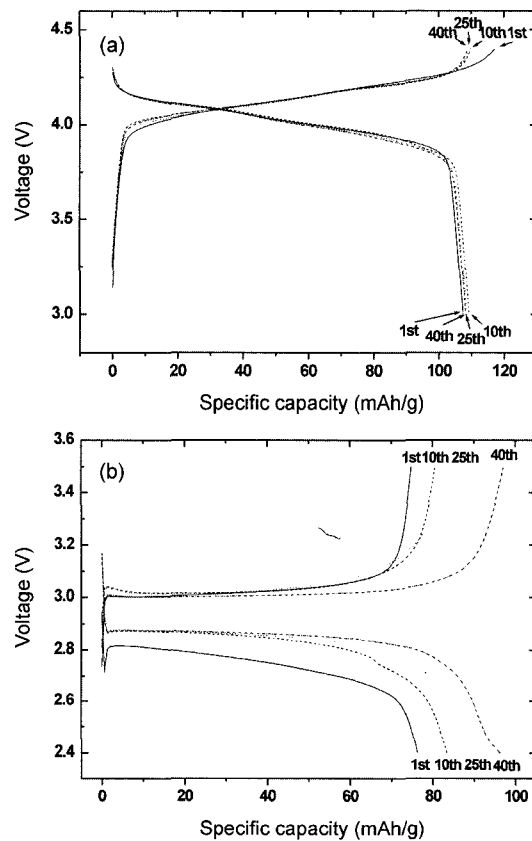 (a)
25th
40th 10th 1st
4.5
4.0
3.5
3.0
Voltage (V)
1st
40th 10th
25th
0 20 40 60 80 100 120
Specific capacity (mAh/g)
(b)
1st 10th 25th 40th
3.6
3.4
3.2
3.0
2.8
2.6
2.4
Voltage (V)
1st 10th 25th 40th
0 20 40 60 80 100
Specific capacity (mAh/g)